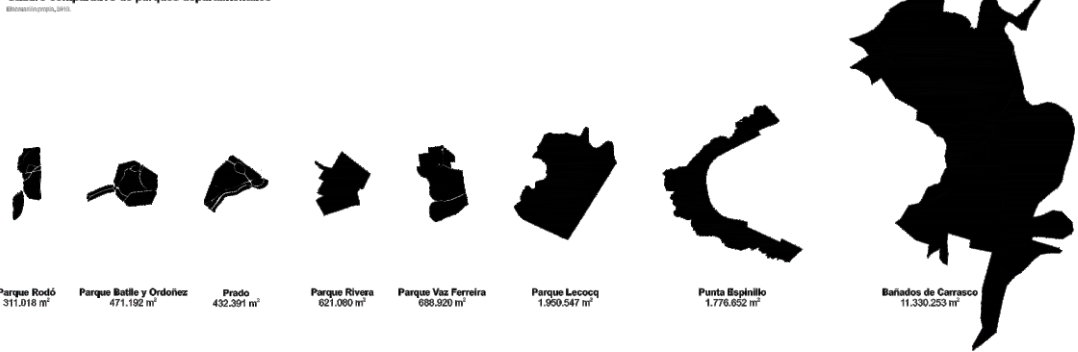 Parque Rodó
311.018 m²
Parque Batlle y Ordoñez
471.192 m²
Prado
432.391 m²
Parque Rivera
621.080 m²
Parque Vaz Ferreira
688.920 m²
Parque Lecocq
1.950.547 m²
Punta Espinillo
1.776.652 m²
Bañados de Carrasco
11.330.253 m²